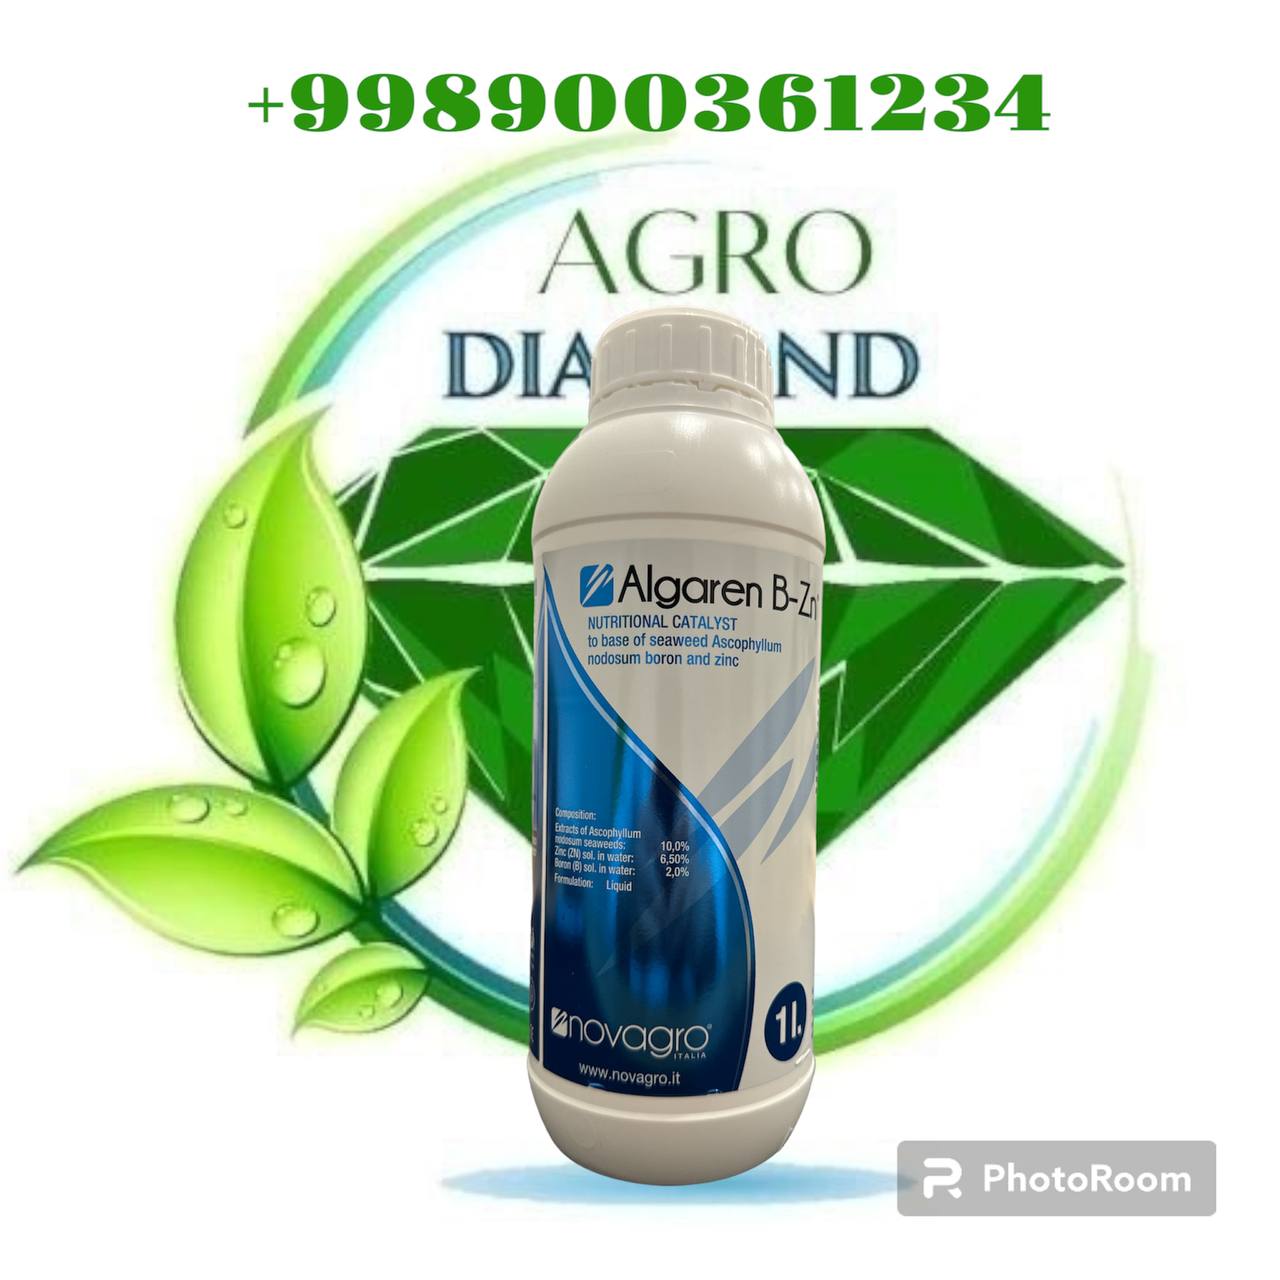 +998900361234
AGRO
DIA ND
Algaren B-Zn
NUTRITIONAL CATALYST
to base of seaweed Ascophyllum
nodosum boron and zinc
Composition:
Extracts of Ascophyllum
nodosum seaweeds: 10,0%
Zinc (ZN) sol. in water: 6,50%
Boron (B) sol. in water: 2,0%
Formulation: Liquid
novagro®
ITALIA
www.novagro.it
1l.
PhotoRoom